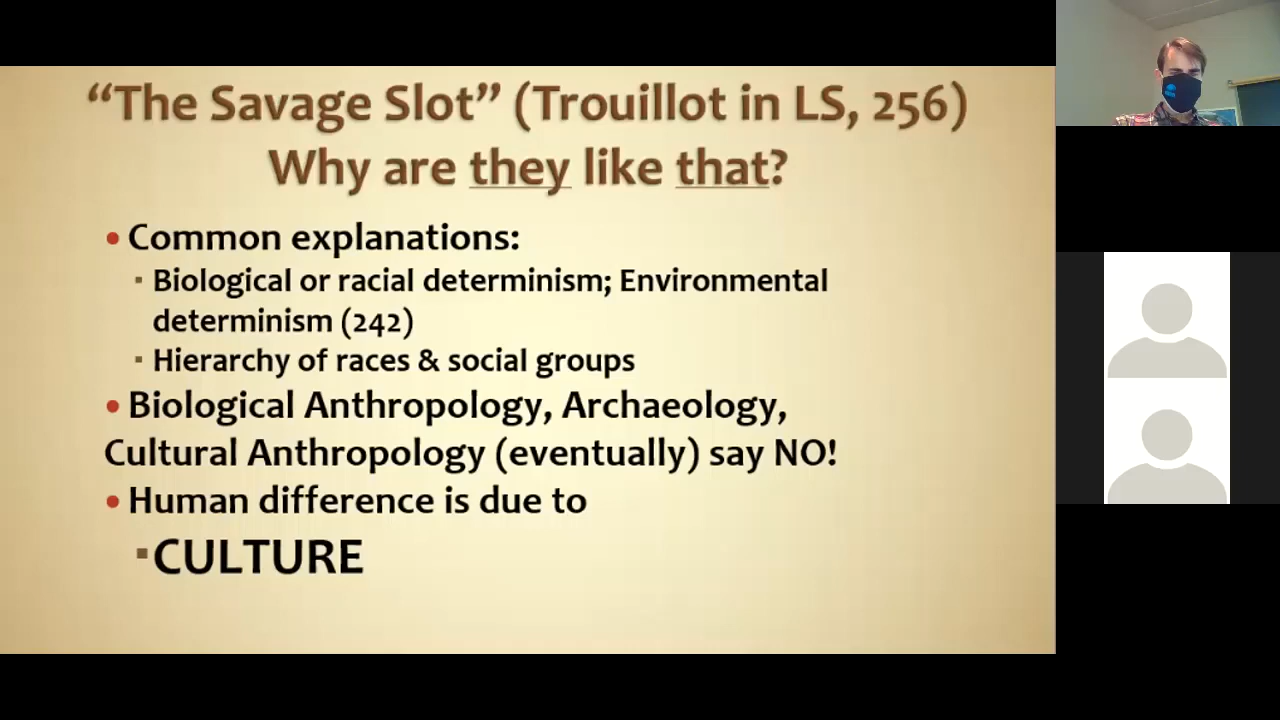 “The Savage Slot” (Trouillot in LS, 256)
Why are they like that?
• Common explanations:
▪ Biological or racial determinism; Environmental
determinism (242)
▪ Hierarchy of races & social groups
• Biological Anthropology, Archaeology,
Cultural Anthropology (eventually) say NO!
• Human difference is due to
▪ CULTURE